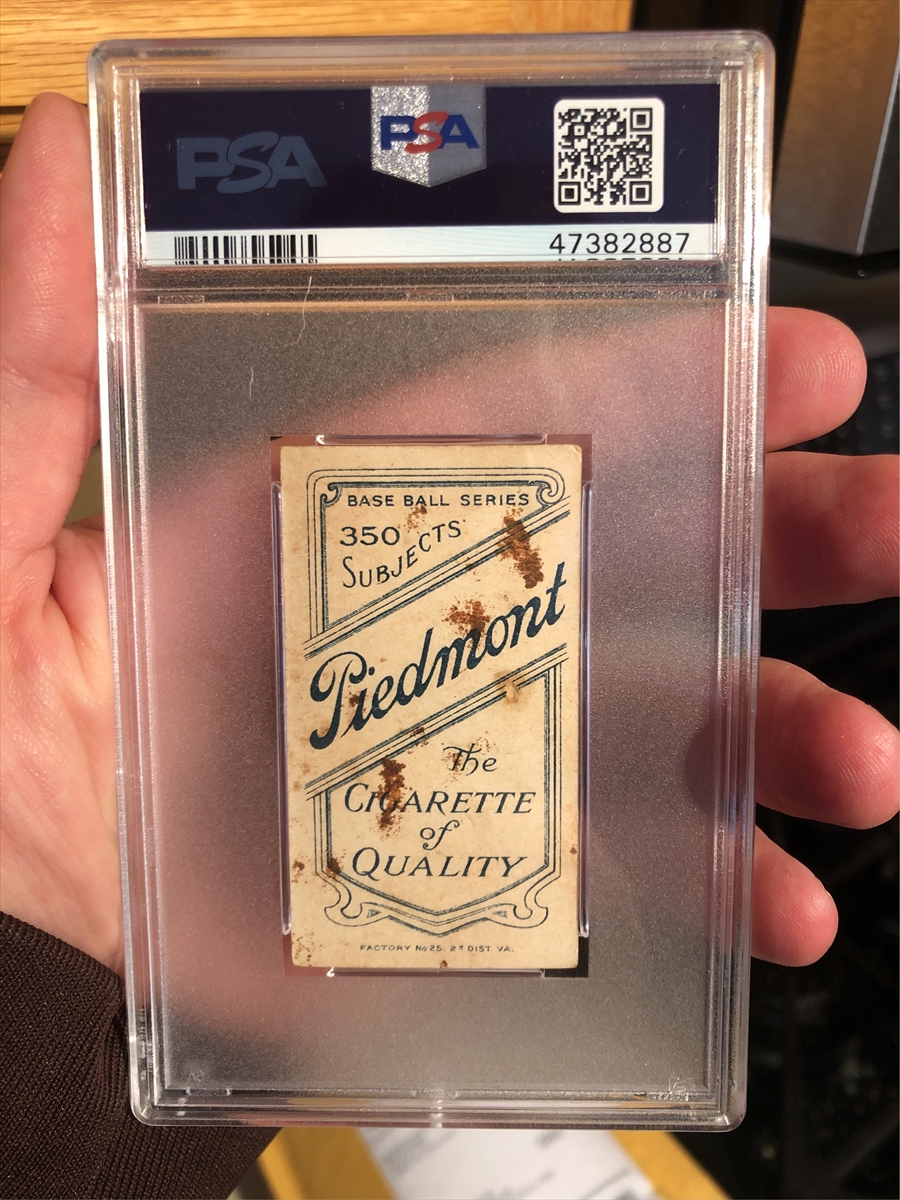 PSA
PSA
47382887
BASE BALL SERIES
350
SUBJECTS
Piedmont
The
CIGARETTE
of
QUALITY
FACTORY No 25. 2d DIST. VA.